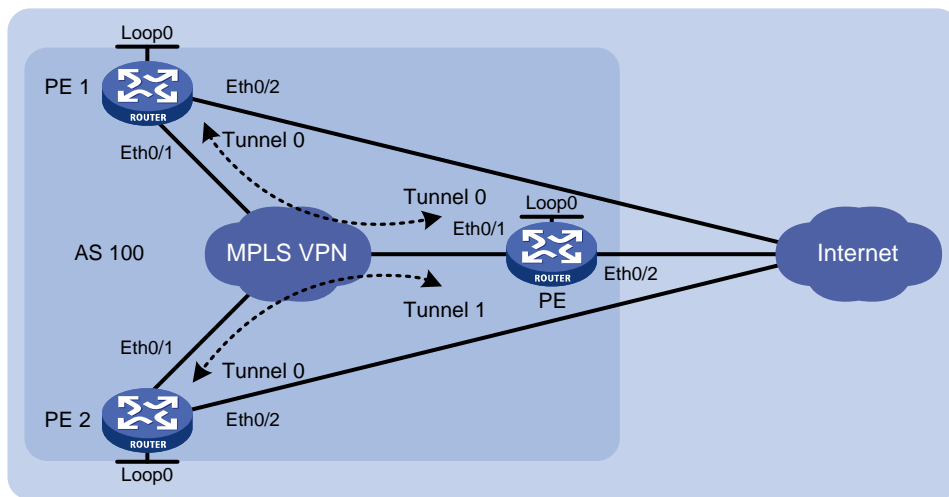 Loop0
PE 1
ROUTER
Eth0/2
Tunnel 0
Eth0/1
Tunnel 0
Loop0
Eth0/1
AS 100
MPLS VPN
ROUTER
Eth0/2
Internet
PE
Tunnel 1
Eth0/1
Tunnel 0
PE 2
Eth0/2
ROUTER
Loop0